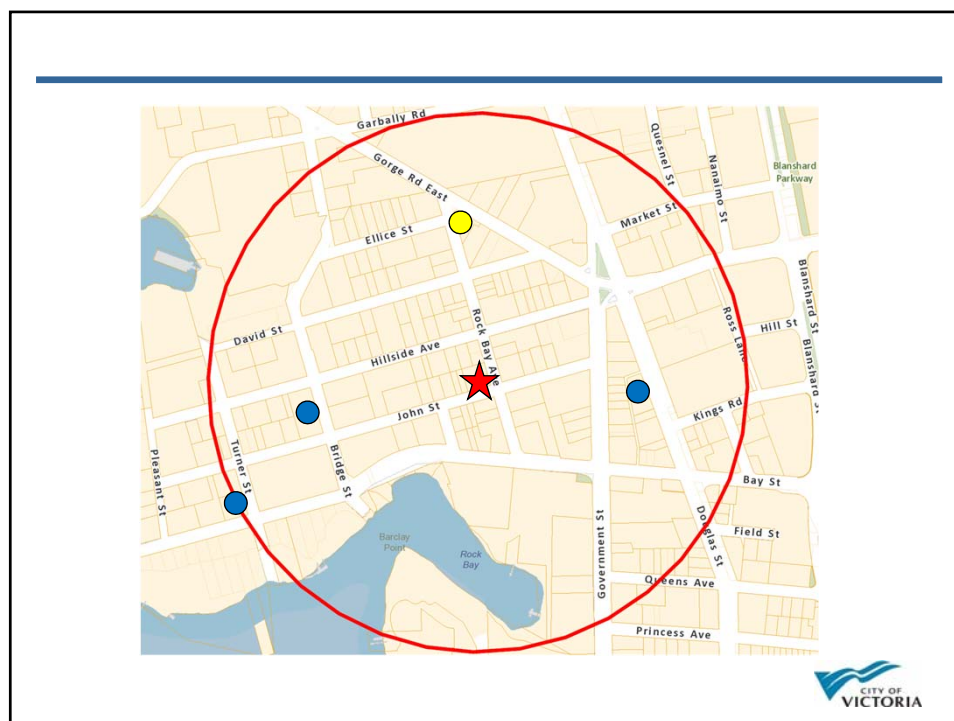 Garbally Rd
Gorge Rd East
Quesnel St
Nanaimo St
Blanshard
Parkway
Market St
Ellice St
David St
Hillside Ave
Rock Bay Ave
Ross Lane
Hill St
Blanshard St
Blanshard St
John St
Kings Rd
Pleasant St
Turner St
Bridge St
Bay St
Government St
Douglas St
Field St
Barclay
Point
Rock
Bay
Queens Ave
Princess Ave
CITY OF
VICTORIA